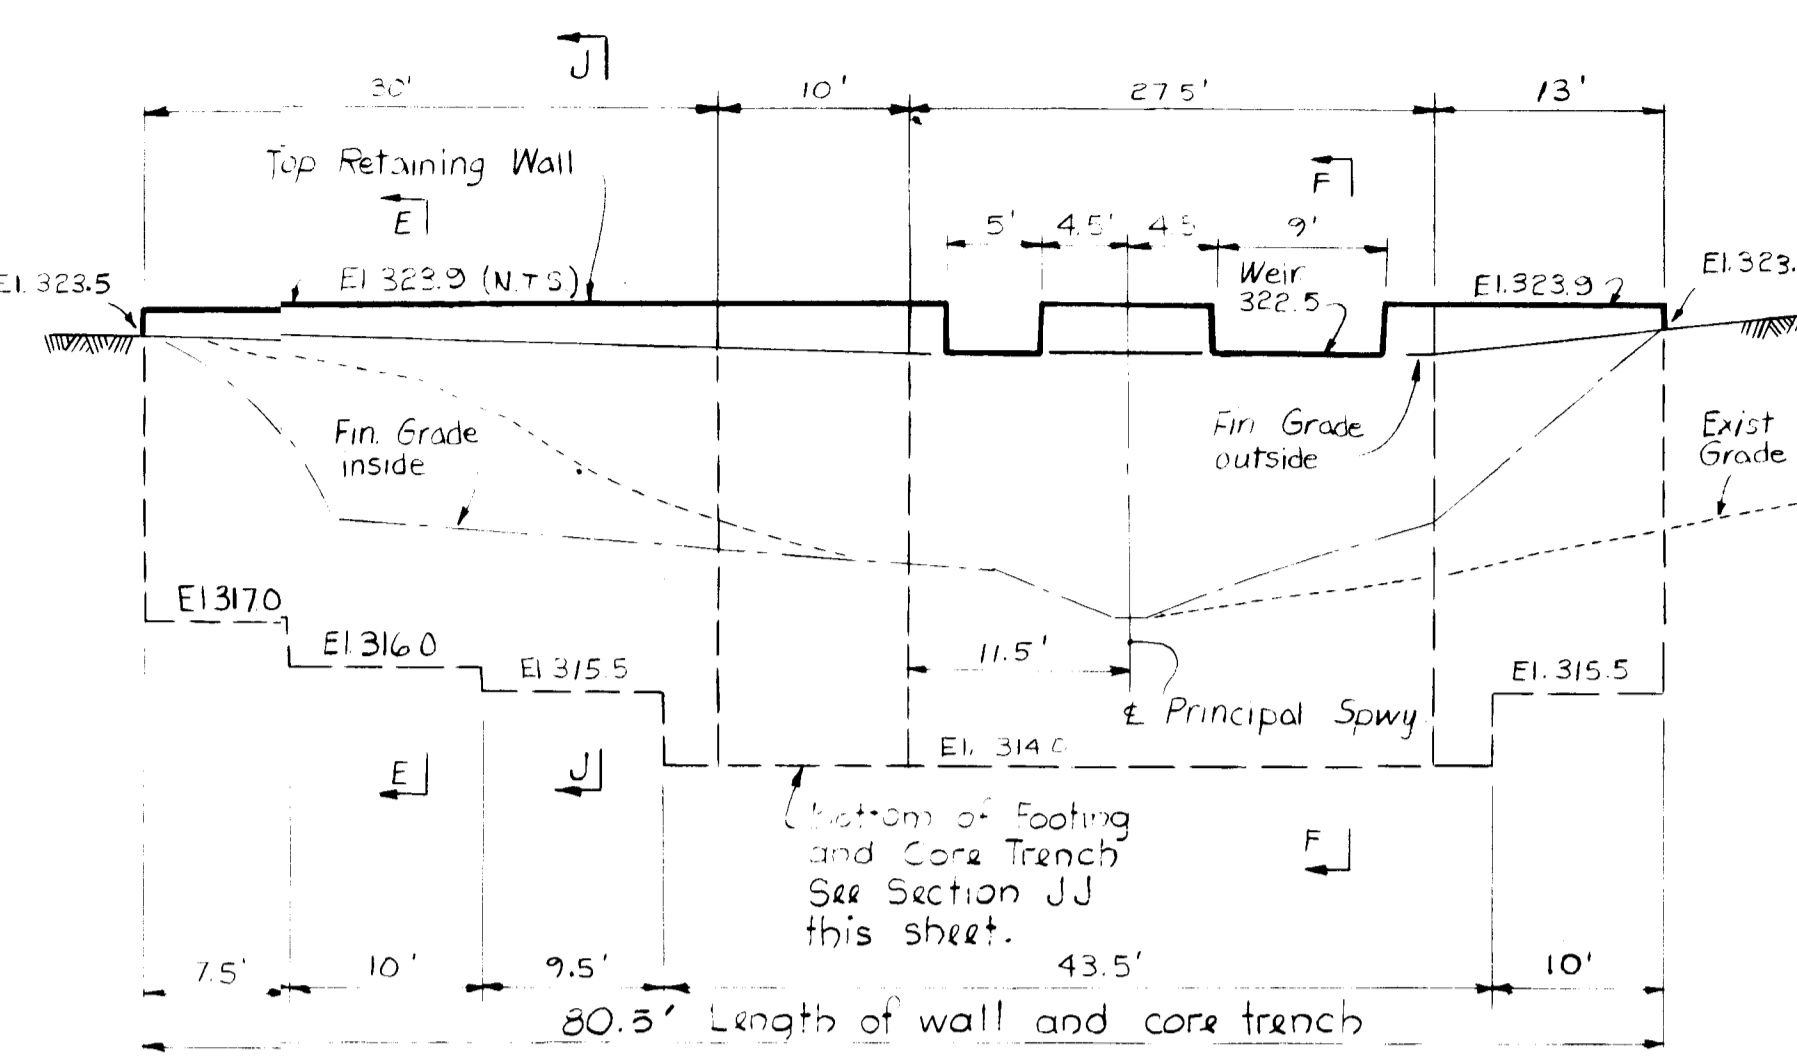 J
30'
10'
27 5'
13'
Top Retaining Wall
F
E
5'
4.5'
4.5
9'
El. 323.5
El 323.9 (N.T.S.)
Weir
322.5
El.323.9
El.323.
Fin. Grade
inside
Fin Grade
outside
Exist
Grade
El 317.0
El. 316 0
El 315.5
11.5'
El. 315.5
℄ Principal Spwy
El. 314 0
E
J
bottom of Footing
and Core Trench
See Section JJ
this sheet.
F
7.5'
10'
9.5'
43.5'
10'
80.5' Length of wall and core trench